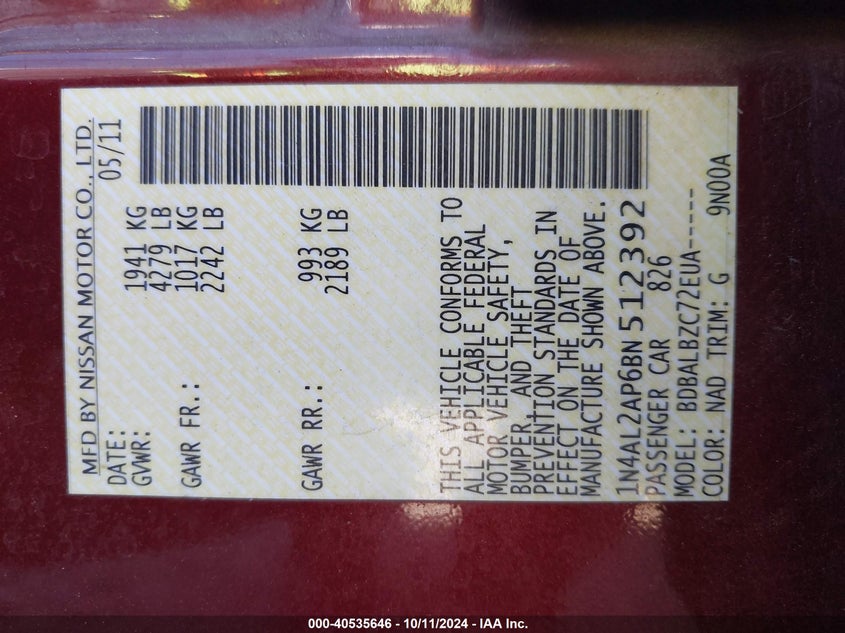 MFD BY NISSAN MOTOR CO., LTD.
DATE: 05/11
GVWR: 1941 KG
4279 LB
GAWR FR.: 1017 KG
2242 LB
GAWR RR.: 993 KG
2189 LB
THIS VEHICLE CONFORMS TO
ALL APPLICABLE FEDERAL
MOTOR VEHICLE SAFETY,
BUMPER, AND THEFT
PREVENTION STANDARDS IN
EFFECT ON THE DATE OF
MANUFACTURE SHOWN ABOVE.
1N4AL2AP6BN512392
PASSENGER CAR 826
MODEL: BDBALBZC72EUA-----
COLOR: NAD TRIM: G 9N00A
000-40535646 - 10/11/2024 - IAA Inc.